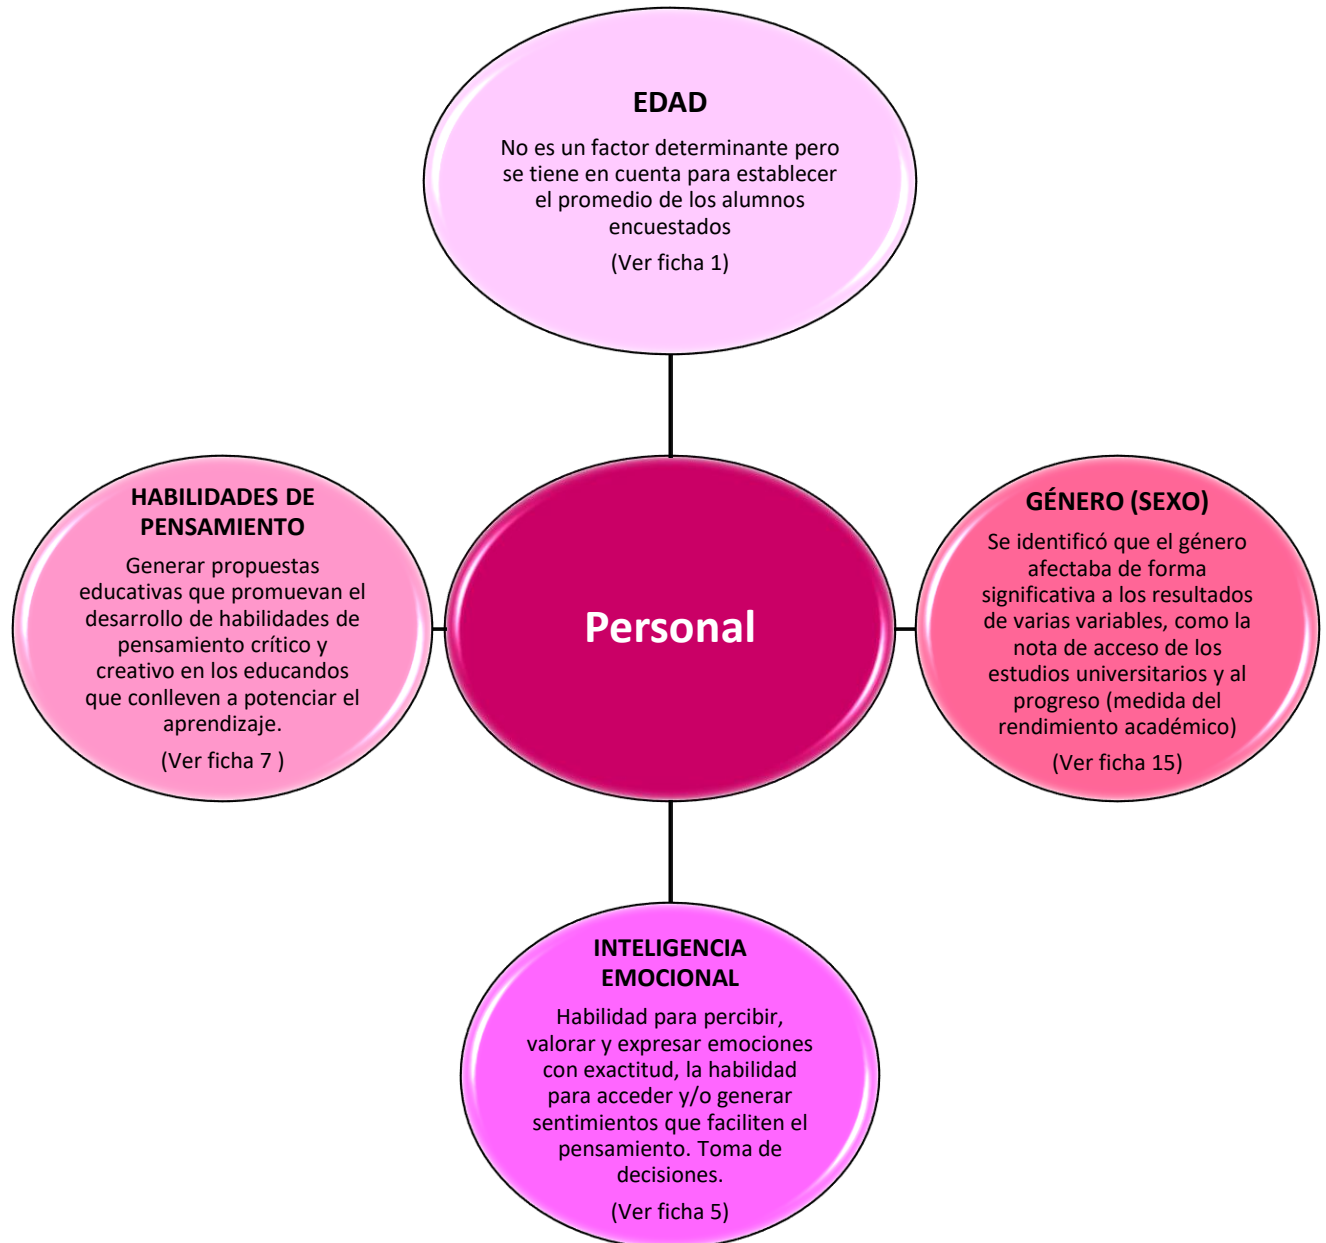 EDAD
No es un factor determinante pero
se tiene en cuenta para establecer
el promedio de los alumnos
encuestados
(Ver ficha 1)
HABILIDADES DE
PENSAMIENTO
Generar propuestas
educativas que promuevan el
desarrollo de habilidades de
pensamiento crítico y
creativo en los educandos
que conlleven a potenciar el
aprendizaje.
(Ver ficha 7 )
Personal
GÉNERO (SEXO)
Se identificó que el género
afectaba de forma
significativa a los resultados
de varias variables, como la
nota de acceso de los
estudios universitarios y al
progreso (medida del
rendimiento académico)
(Ver ficha 15)
INTELIGENCIA
EMOCIONAL
Habilidad para percibir,
valorar y expresar emociones
con exactitud, la habilidad
para acceder y/o generar
sentimientos que faciliten el
pensamiento. Toma de
decisiones.
(Ver ficha 5)